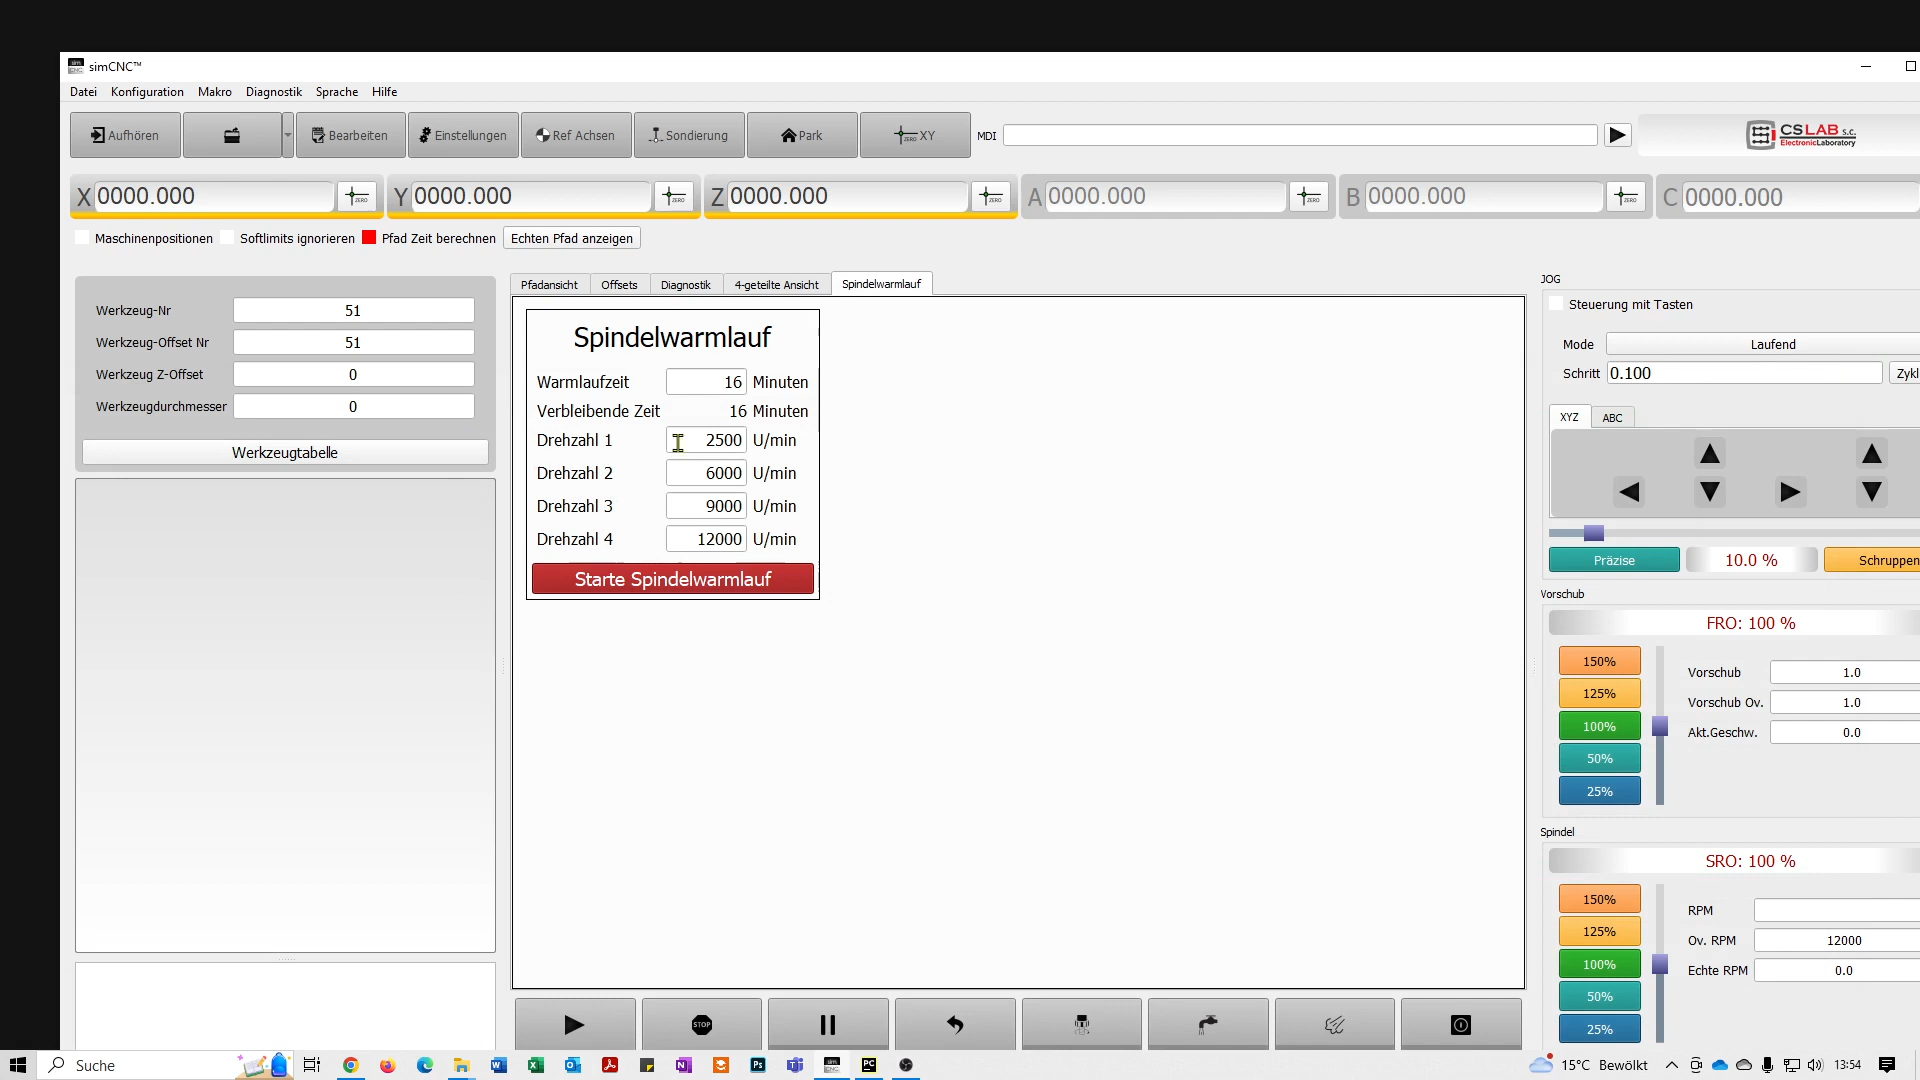 simCNC™
Datei Konfiguration Makro Diagnostik Sprache Hilfe
Aufhören Bearbeiten Einstellungen Ref Achsen Sondierung Park XY MDI CSLAB s.c.
ElectronicLaboratory
X 0000.000 ZERO Y 0000.000 ZERO Z 0000.000 ZERO A 0000.000 ZERO B 0000.000 ZERO C 0000.000
Maschinenpositionen Softlimits ignorieren Pfad Zeit berechnen Echten Pfad anzeigen
Werkzeug-Nr 51
Werkzeug-Offset Nr 51
Werkzeug Z-Offset 0
Werkzeugdurchmesser 0
Werkzeugtabelle
Pfadansicht Offsets Diagnostik 4-geteilte Ansicht Spindelwarmlauf
Spindelwarmlauf
Warmlaufzeit 16 Minuten
Verbleibende Zeit 16 Minuten
Drehzahl 1 2500 U/min
Drehzahl 2 6000 U/min
Drehzahl 3 9000 U/min
Drehzahl 4 12000 U/min
Starte Spindelwarmlauf
JOG
Steuerung mit Tasten
Mode Laufend
Schritt 0.100 Zykl
XYZ ABC
Präzise 10.0 % Schruppen
Vorschub
FRO: 100 %
150%
125%
100%
50%
25%
Vorschub 1.0
Vorschub Ov. 1.0
Akt.Geschw. 0.0
Spindel
SRO: 100 %
150%
125%
100%
50%
25%
RPM
Ov. RPM 12000
Echte RPM 0.0
STOP
Suche 15°C Bewölkt 13:54